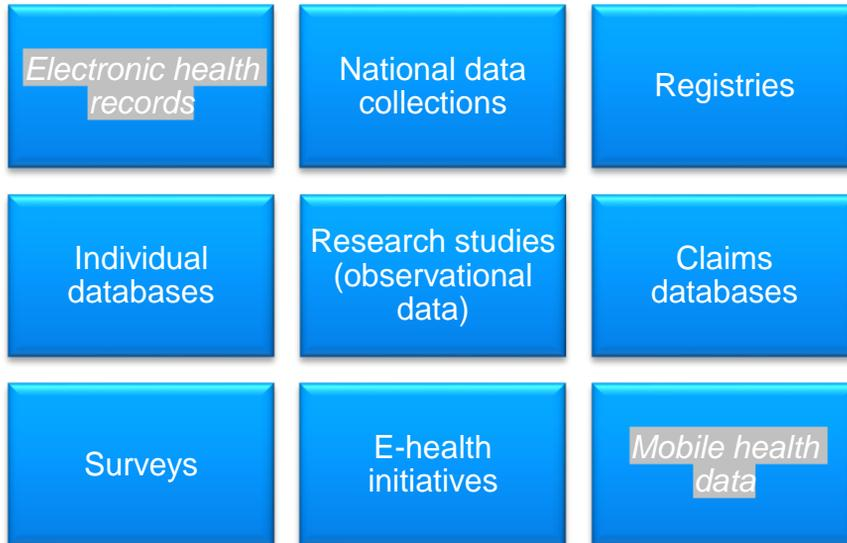 Electronic health
records
National data
collections
Registries
Individual
databases
Research studies
(observational
data)
Claims
databases
Surveys
E-health
initiatives
Mobile health
data